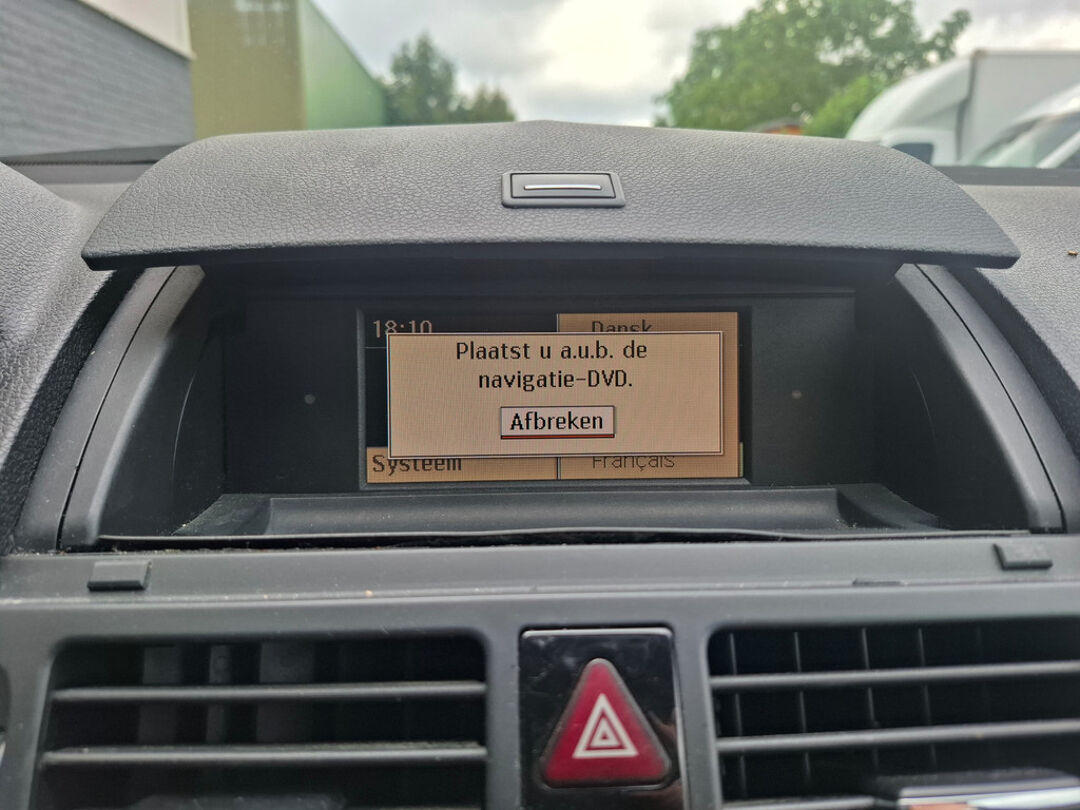 18:10
Dansk
Plaatst u a.u.b. de
navigatie-DVD.
Afbreken
Systeem
Français